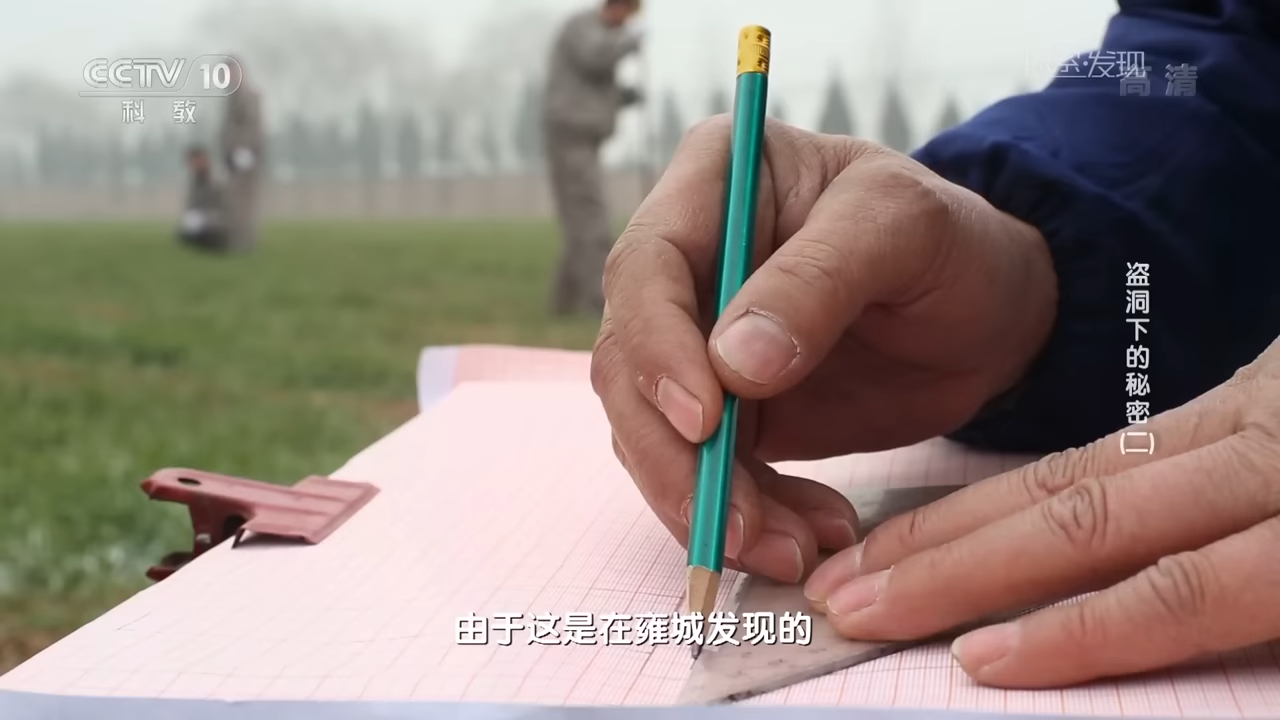 CCTV 10
科教
·发现
高清
盗洞下的秘密(二)
由于这是在雍城发现的